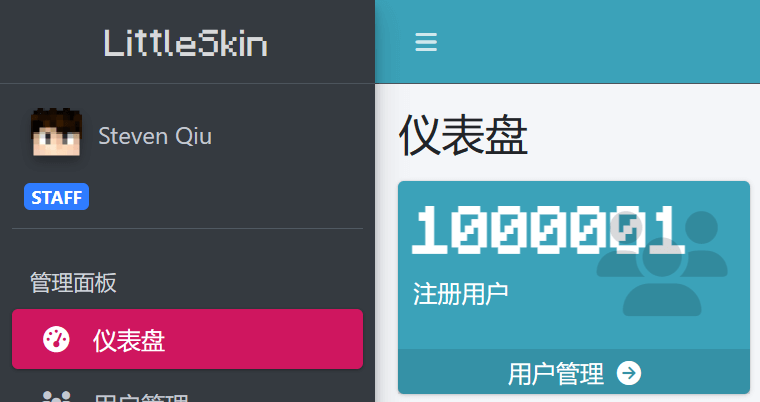 LittleSkin
Steven Qiu
STAFF
管理面板
仪表盘
用户管理
仪表盘
1000001
注册用户
用户管理